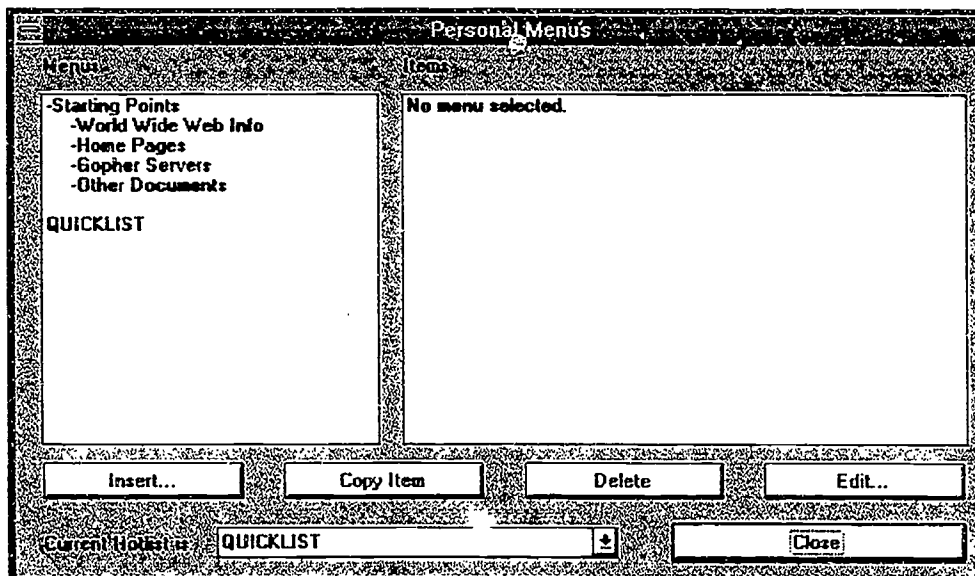 Personal Menus
Menus
Items
-Starting Points
-World Wide Web Info
-Home Pages
-Gopher Servers
-Other Documents
QUICKLIST
No menu selected.
Insert...
Copy Item
Delete
Edit...
Current Hotlist is:
QUICKLIST
Close